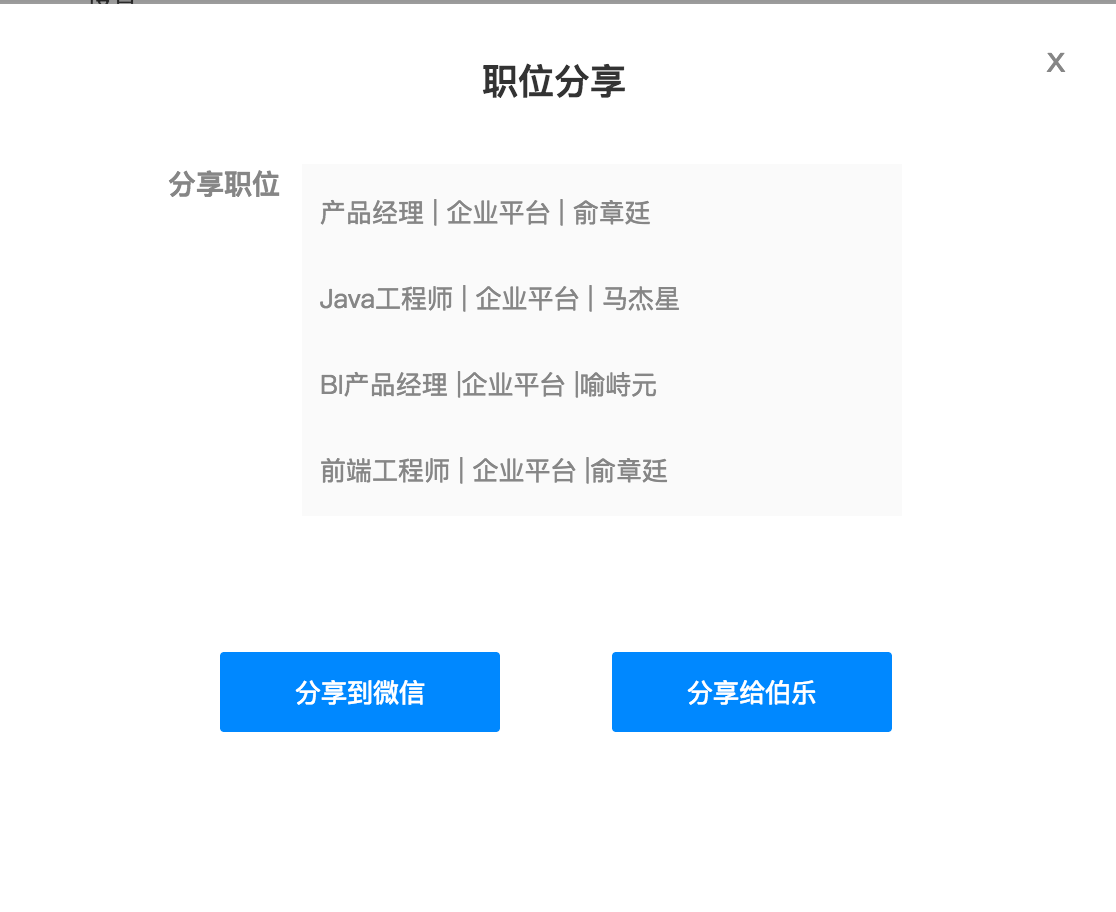 职位分享
X
分享职位
产品经理 | 企业平台 | 俞章廷
Java工程师 | 企业平台 | 马杰星
BI产品经理 |企业平台 |喻峙元
前端工程师 | 企业平台 |俞章廷
分享到微信
分享给伯乐